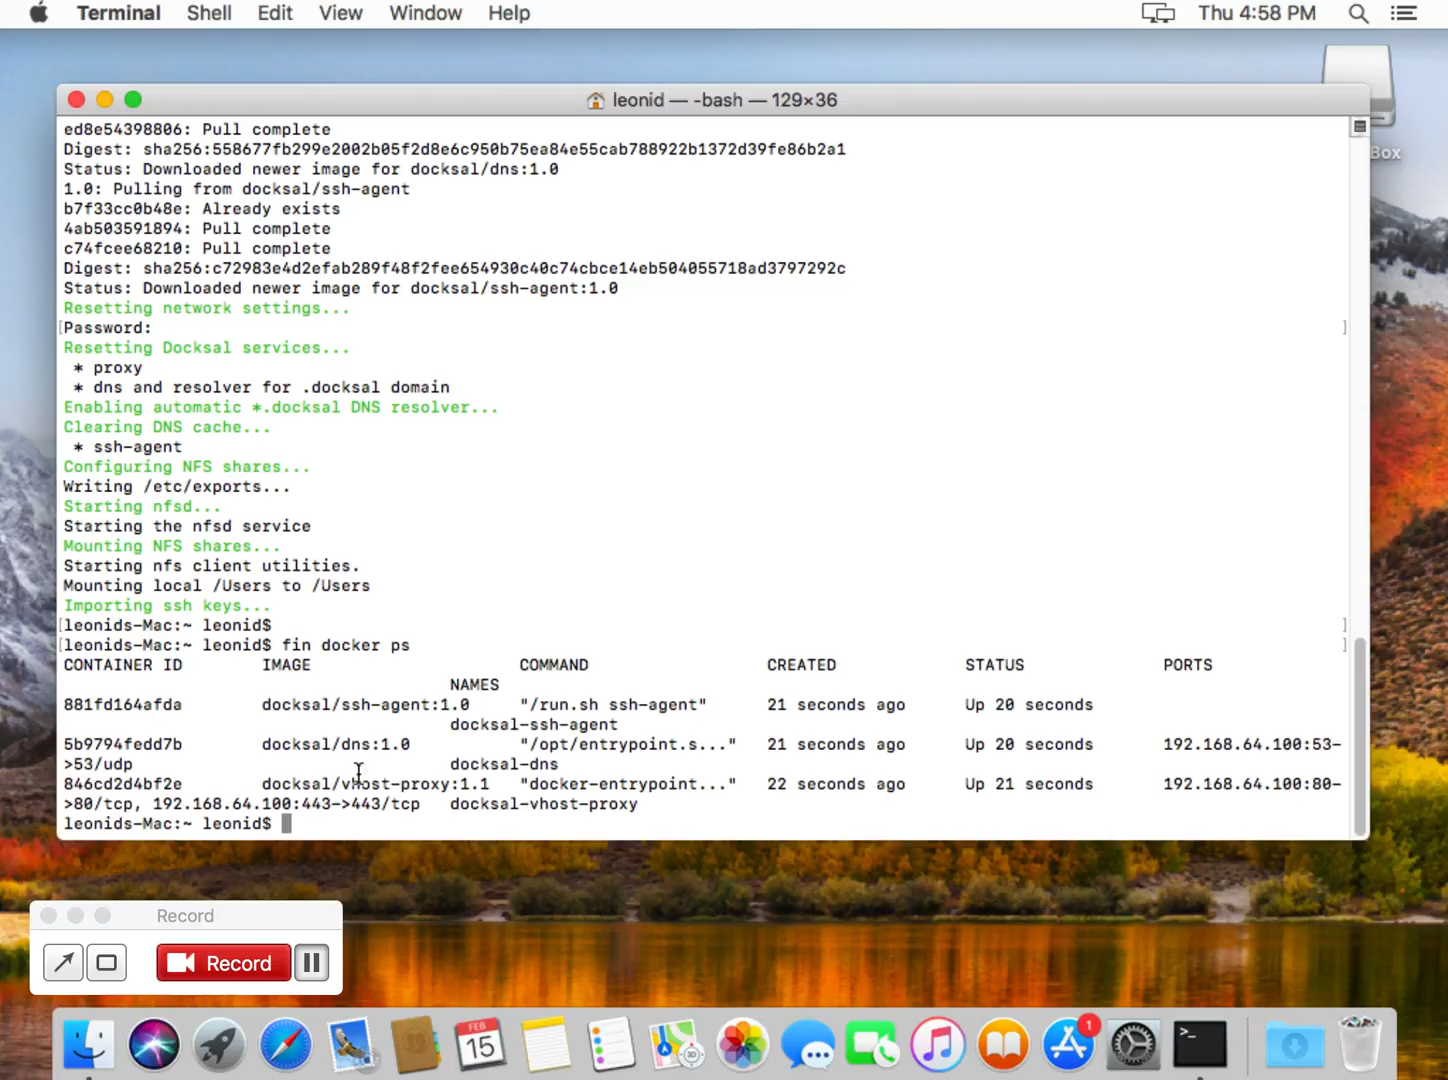 Terminal Shell Edit View Window Help Thu 4:58 PM
leonid — -bash — 129×36
Box
ed8e54398806: Pull complete
Digest: sha256:558677fb299e2002b05f2d8e6c950b75ea84e55cab788922b1372d39fe86b2a1
Status: Downloaded newer image for docksal/dns:1.0
1.0: Pulling from docksal/ssh-agent
b7f33cc0b48e: Already exists
4ab503591894: Pull complete
c74fcee68210: Pull complete
Digest: sha256:c72983e4d2efab289f48f2fee654930c40c74cbce14eb504055718ad3797292c
Status: Downloaded newer image for docksal/ssh-agent:1.0
Resetting network settings...
[Password: ]
Resetting Docksal services...
* proxy
* dns and resolver for .docksal domain
Enabling automatic *.docksal DNS resolver...
Clearing DNS cache...
* ssh-agent
Configuring NFS shares...
Writing /etc/exports...
Starting nfsd...
Starting the nfsd service
Mounting NFS shares...
Starting nfs client utilities.
Mounting local /Users to /Users
Importing ssh keys...
[leonids-Mac:~ leonid$ ]
[leonids-Mac:~ leonid$ fin docker ps ]
CONTAINER ID IMAGE COMMAND CREATED STATUS PORTS
NAMES
881fd164afda docksal/ssh-agent:1.0 "/run.sh ssh-agent" 21 seconds ago Up 20 seconds
docksal-ssh-agent
5b9794fedd7b docksal/dns:1.0 "/opt/entrypoint.s..." 21 seconds ago Up 20 seconds 192.168.64.100:53-
>53/udp docksal-dns
846cd2d4bf2e docksal/vhost-proxy:1.1 "docker-entrypoint..." 22 seconds ago Up 21 seconds 192.168.64.100:80-
>80/tcp, 192.168.64.100:443->443/tcp docksal-vhost-proxy
leonids-Mac:~ leonid$
Record
Record
FEB
15
1
3D
>_